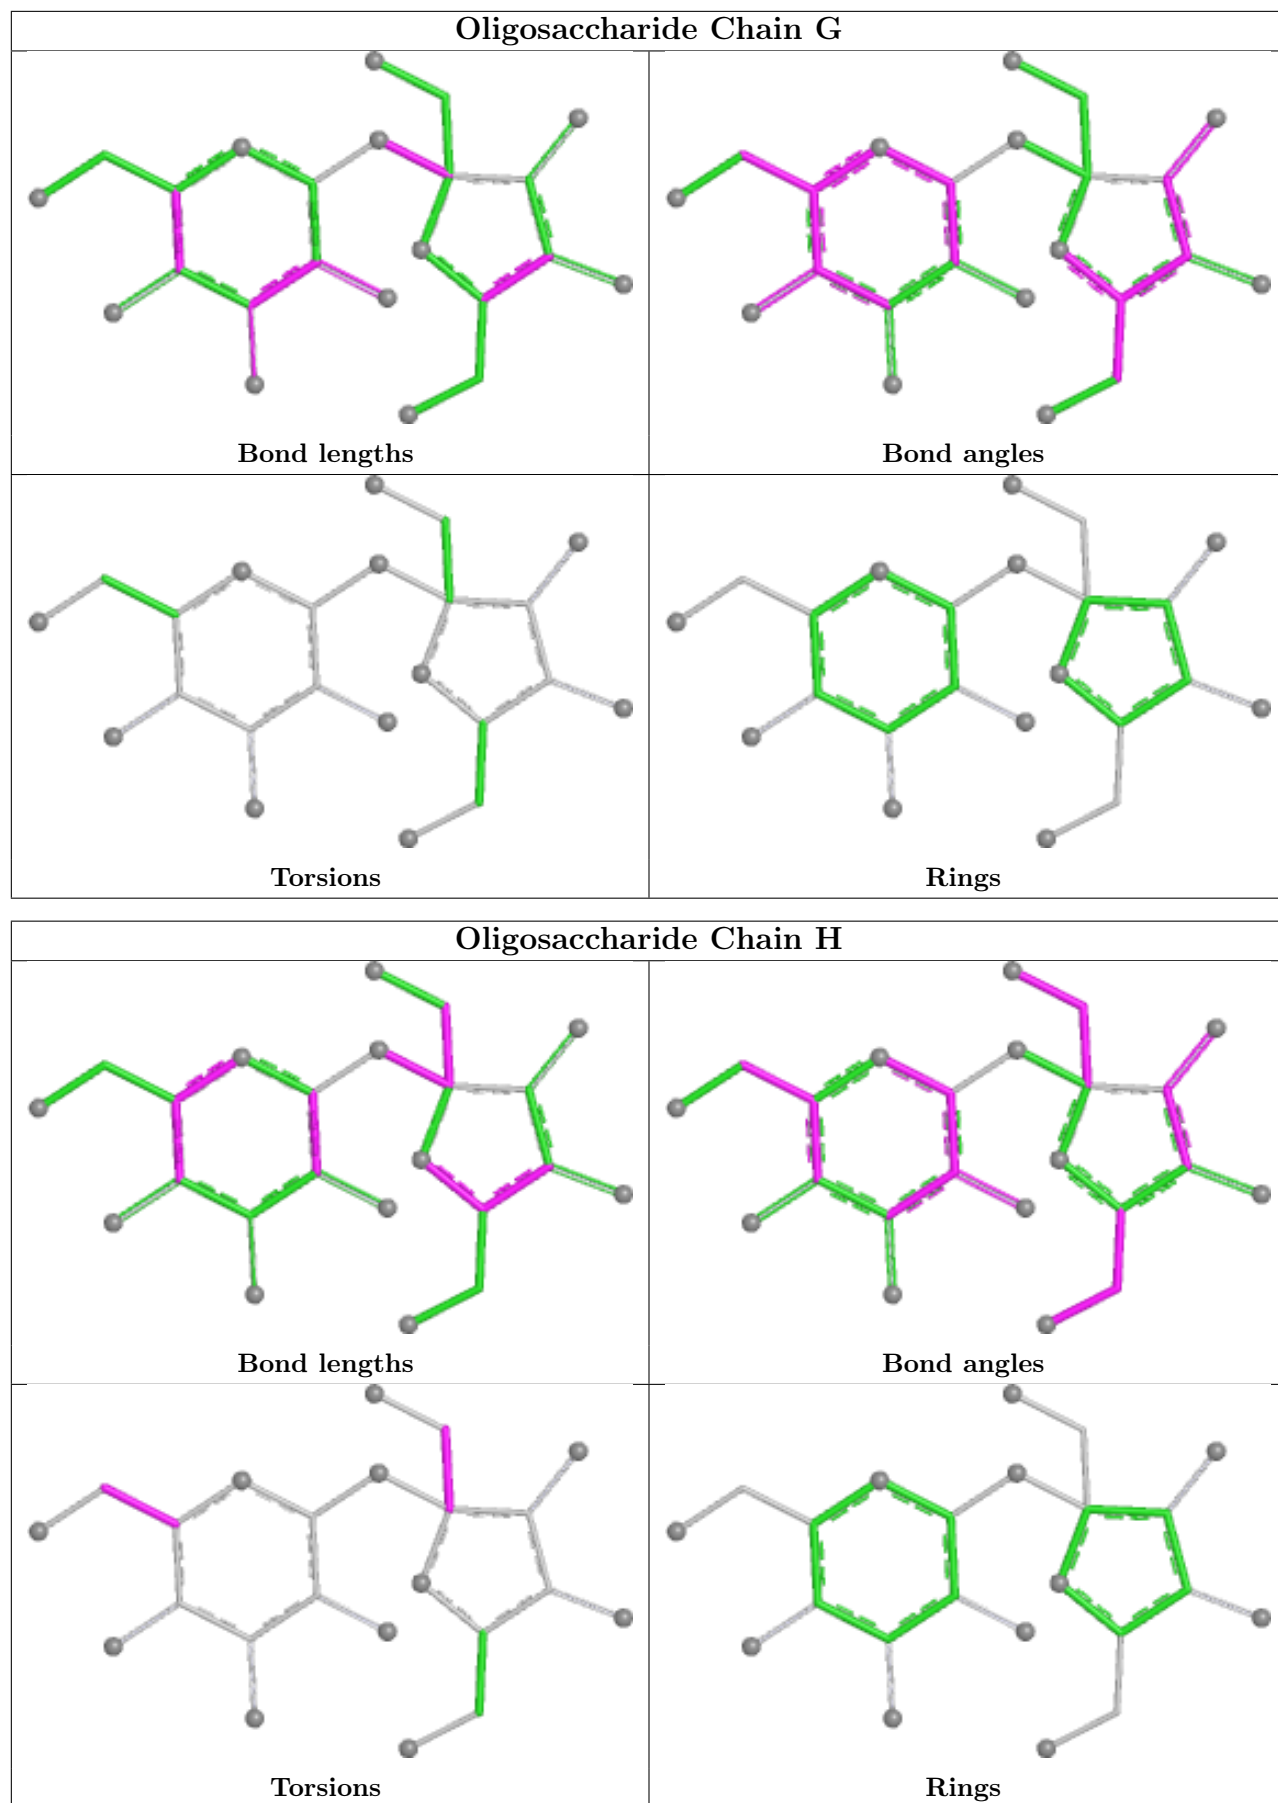 Oligosaccharide Chain G
Bond lengths
Bond angles
Torsions
Rings
Oligosaccharide Chain H
Bond lengths
Bond angles
Torsions
Rings